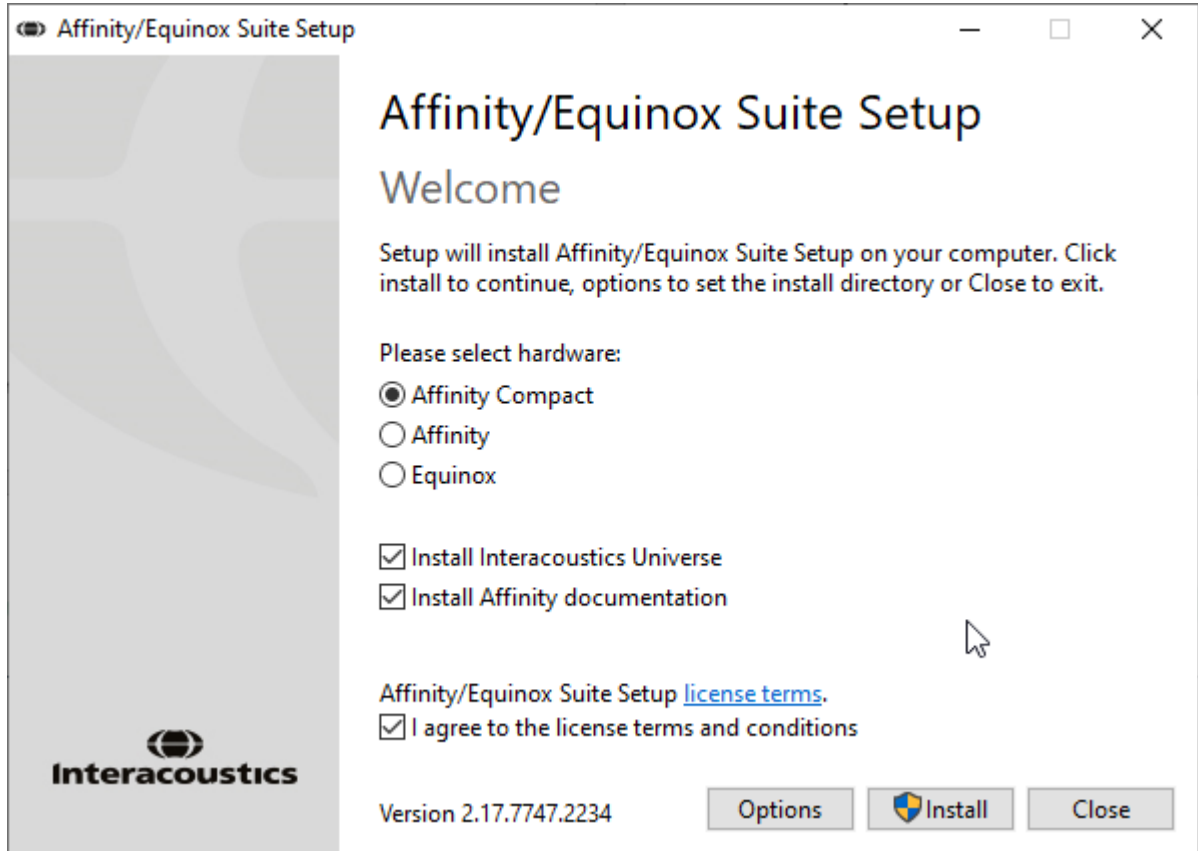 Affinity/Equinox Suite Setup
Affinity/Equinox Suite Setup
Welcome
Setup will install Affinity/Equinox Suite Setup on your computer. Click
install to continue, options to set the install directory or Close to exit.
Please select hardware:
Affinity Compact
Affinity
Equinox
Install Interacoustics Universe
Install Affinity documentation
Affinity/Equinox Suite Setup license terms.
I agree to the license terms and conditions
Interacoustics
Version 2.17.7747.2234
Options
Install
Close